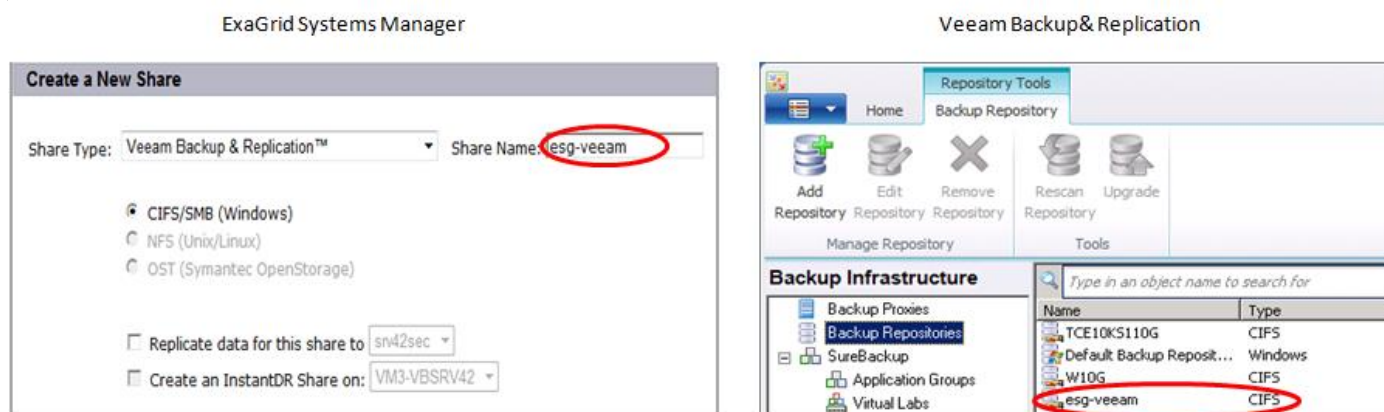 ExaGrid Systems Manager
Create a New Share
Share Type: Veeam Backup & Replication™ Share Name: esg-veeam
CIFS/SMB (Windows)
NFS (Unix/Linux)
OST (Symantec OpenStorage)
Replicate data for this share to srv42sec
Create an InstantDR Share on: VM3-VBSRV42
Veeam Backup& Replication
Repository Tools
Home Backup Repository
Add Repository
Edit Repository
Remove Repository
Rescan Repository
Upgrade
Manage Repository
Tools
Backup Infrastructure
Backup Proxies
Backup Repositories
SureBackup
Application Groups
Virtual Labs
Type in an object name to search for
Name Type
TCE10KS110G CIFS
Default Backup Reposit... Windows
W10G CIFS
esg-veeam CIFS